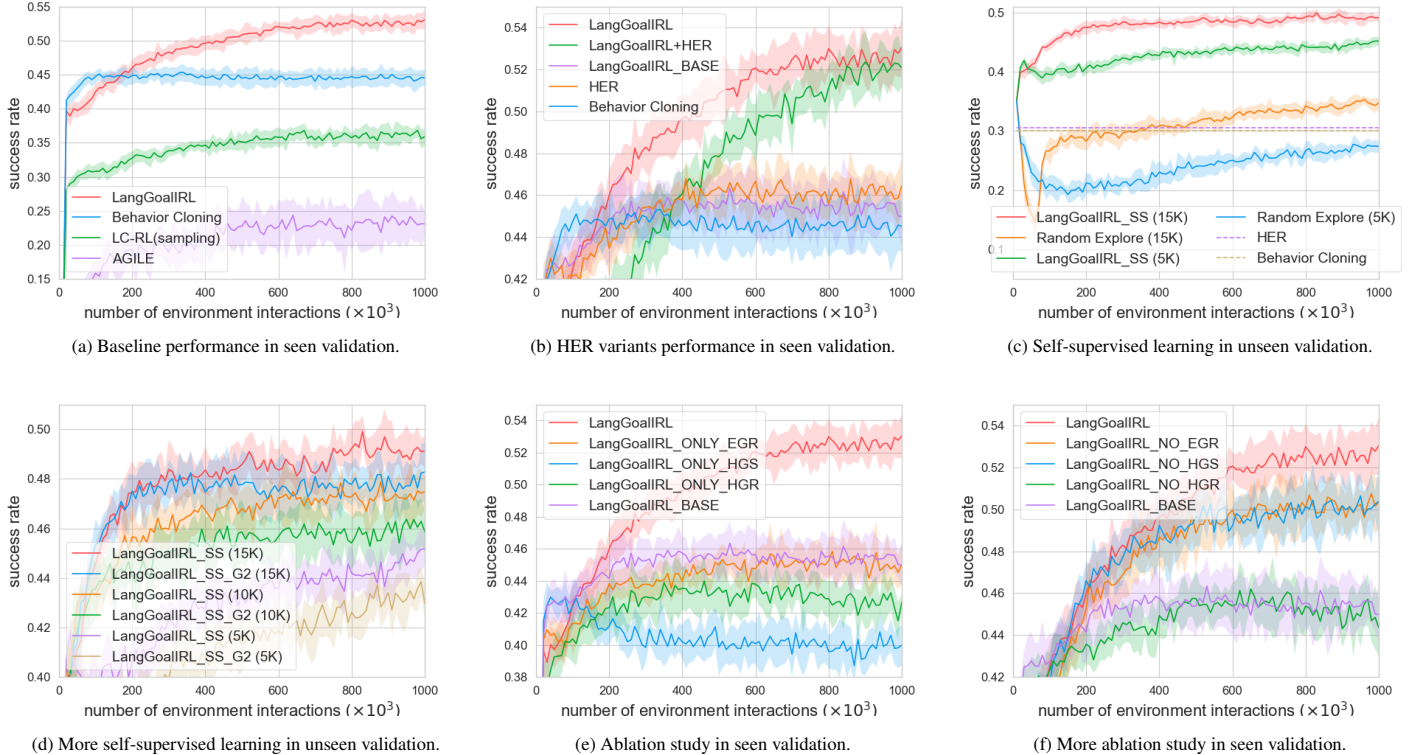 0.55
0.50
0.45
0.40
0.35
0.30
0.25
0.20
0.15
success rate
LangGoalIRL
Behavior Cloning
LC-RL(sampling)
AGILE
0 200 400 600 800 1000
number of environment interactions (×10³)
(a) Baseline performance in seen validation.
0.54
0.52
0.50
0.48
0.46
0.44
0.42
success rate
LangGoalIRL
LangGoalIRL+HER
LangGoalIRL_BASE
HER
Behavior Cloning
0 200 400 600 800 1000
number of environment interactions (×10³)
(b) HER variants performance in seen validation.
0.5
0.4
0.3
0.2
0.1
success rate
LangGoalIRL_SS (15K)
Random Explore (15K)
LangGoalIRL_SS (5K)
Random Explore (5K)
HER
Behavior Cloning
0 200 400 600 800 1000
number of environment interactions (×10³)
(c) Self-supervised learning in unseen validation.
0.50
0.48
0.46
0.44
0.42
0.40
success rate
LangGoalIRL_SS (15K)
LangGoalIRL_SS_G2 (15K)
LangGoalIRL_SS (10K)
LangGoalIRL_SS_G2 (10K)
LangGoalIRL_SS (5K)
LangGoalIRL_SS_G2 (5K)
0 200 400 600 800 1000
number of environment interactions (×10³)
(d) More self-supervised learning in unseen validation.
0.54
0.52
0.50
0.48
0.46
0.44
0.42
0.40
0.38
success rate
LangGoalIRL
LangGoalIRL_ONLY_EGR
LangGoalIRL_ONLY_HGS
LangGoalIRL_ONLY_HGR
LangGoalIRL_BASE
0 200 400 600 800 1000
number of environment interactions (×10³)
(e) Ablation study in seen validation.
0.54
0.52
0.50
0.48
0.46
0.44
0.42
success rate
LangGoalIRL
LangGoalIRL_NO_EGR
LangGoalIRL_NO_HGS
LangGoalIRL_NO_HGR
LangGoalIRL_BASE
0 200 400 600 800 1000
number of environment interactions (×10³)
(f) More ablation study in seen validation.